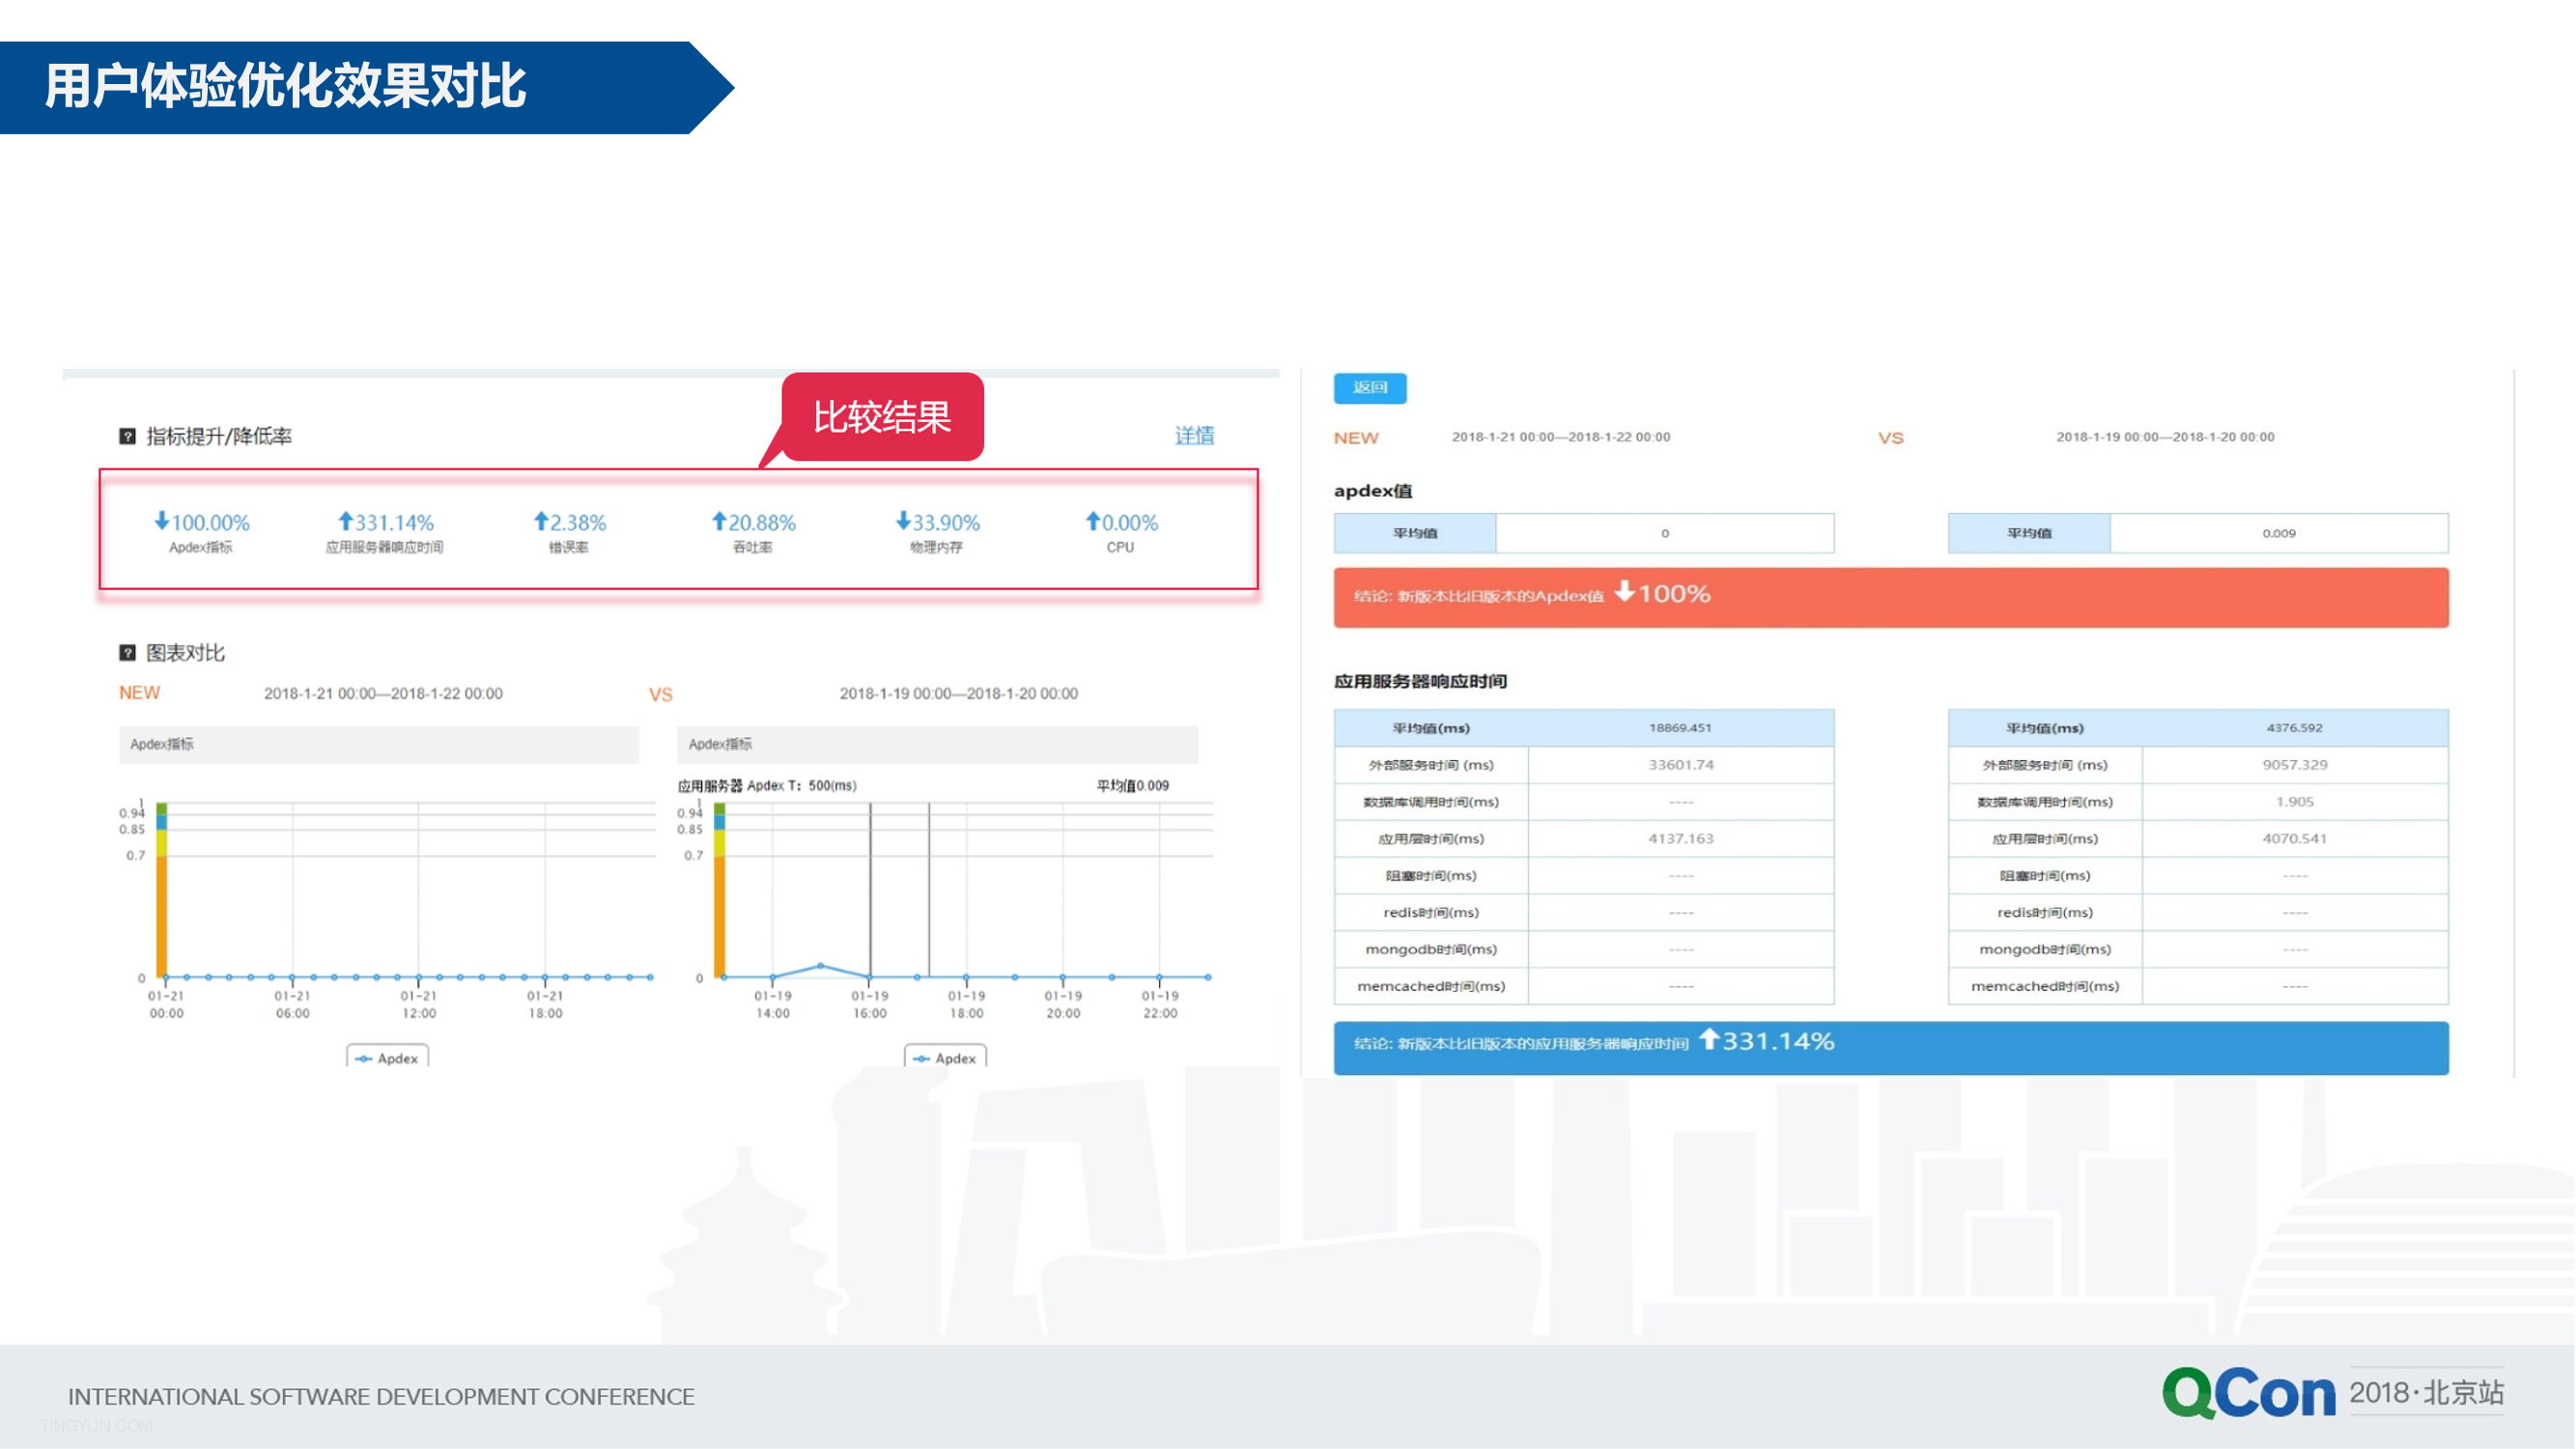 用户体验优化效果对比
比较结果
指标提升/降低率
详情
↓100.00% ↑331.14% ↑2.38% ↑20.88% ↓33.90% ↑0.00%
Apdex指标 应用服务器响应时间 错误率 吞吐率 物理内存 CPU
图表对比
NEW 2018-1-21 00:00—2018-1-22 00:00 VS 2018-1-19 00:00—2018-1-20 00:00
Apdex指标
1
0.94
0.85
0.7
0
01-21 01-21 01-21 01-21
00:00 06:00 12:00 18:00
Apdex
Apdex指标
应用服务器 Apdex T：500(ms) 平均值0.009
1
0.94
0.85
0.7
0
01-19 01-19 01-19 01-19 01-19
14:00 16:00 18:00 20:00 22:00
Apdex
返回
NEW 2018-1-21 00:00—2018-1-22 00:00 VS 2018-1-19 00:00—2018-1-20 00:00
apdex值
平均值 0 平均值 0.009
结论: 新版本比旧版本的Apdex值 ↓100%
应用服务器响应时间
平均值(ms) 18869.451 平均值(ms) 4376.592
外部服务时间 (ms) 33601.74 外部服务时间 (ms) 9057.329
数据库调用时间(ms) ---- 数据库调用时间(ms) 1.905
应用层时间(ms) 4137.163 应用层时间(ms) 4070.541
阻塞时间(ms) ---- 阻塞时间(ms) ----
redis时间(ms) ---- redis时间(ms) ----
mongodb时间(ms) ---- mongodb时间(ms) ----
memcached时间(ms) ---- memcached时间(ms) ----
结论: 新版本比旧版本的应用服务器响应时间 ↑331.14%
INTERNATIONAL SOFTWARE DEVELOPMENT CONFERENCE
TINGYUN.COM
QCon 2018·北京站